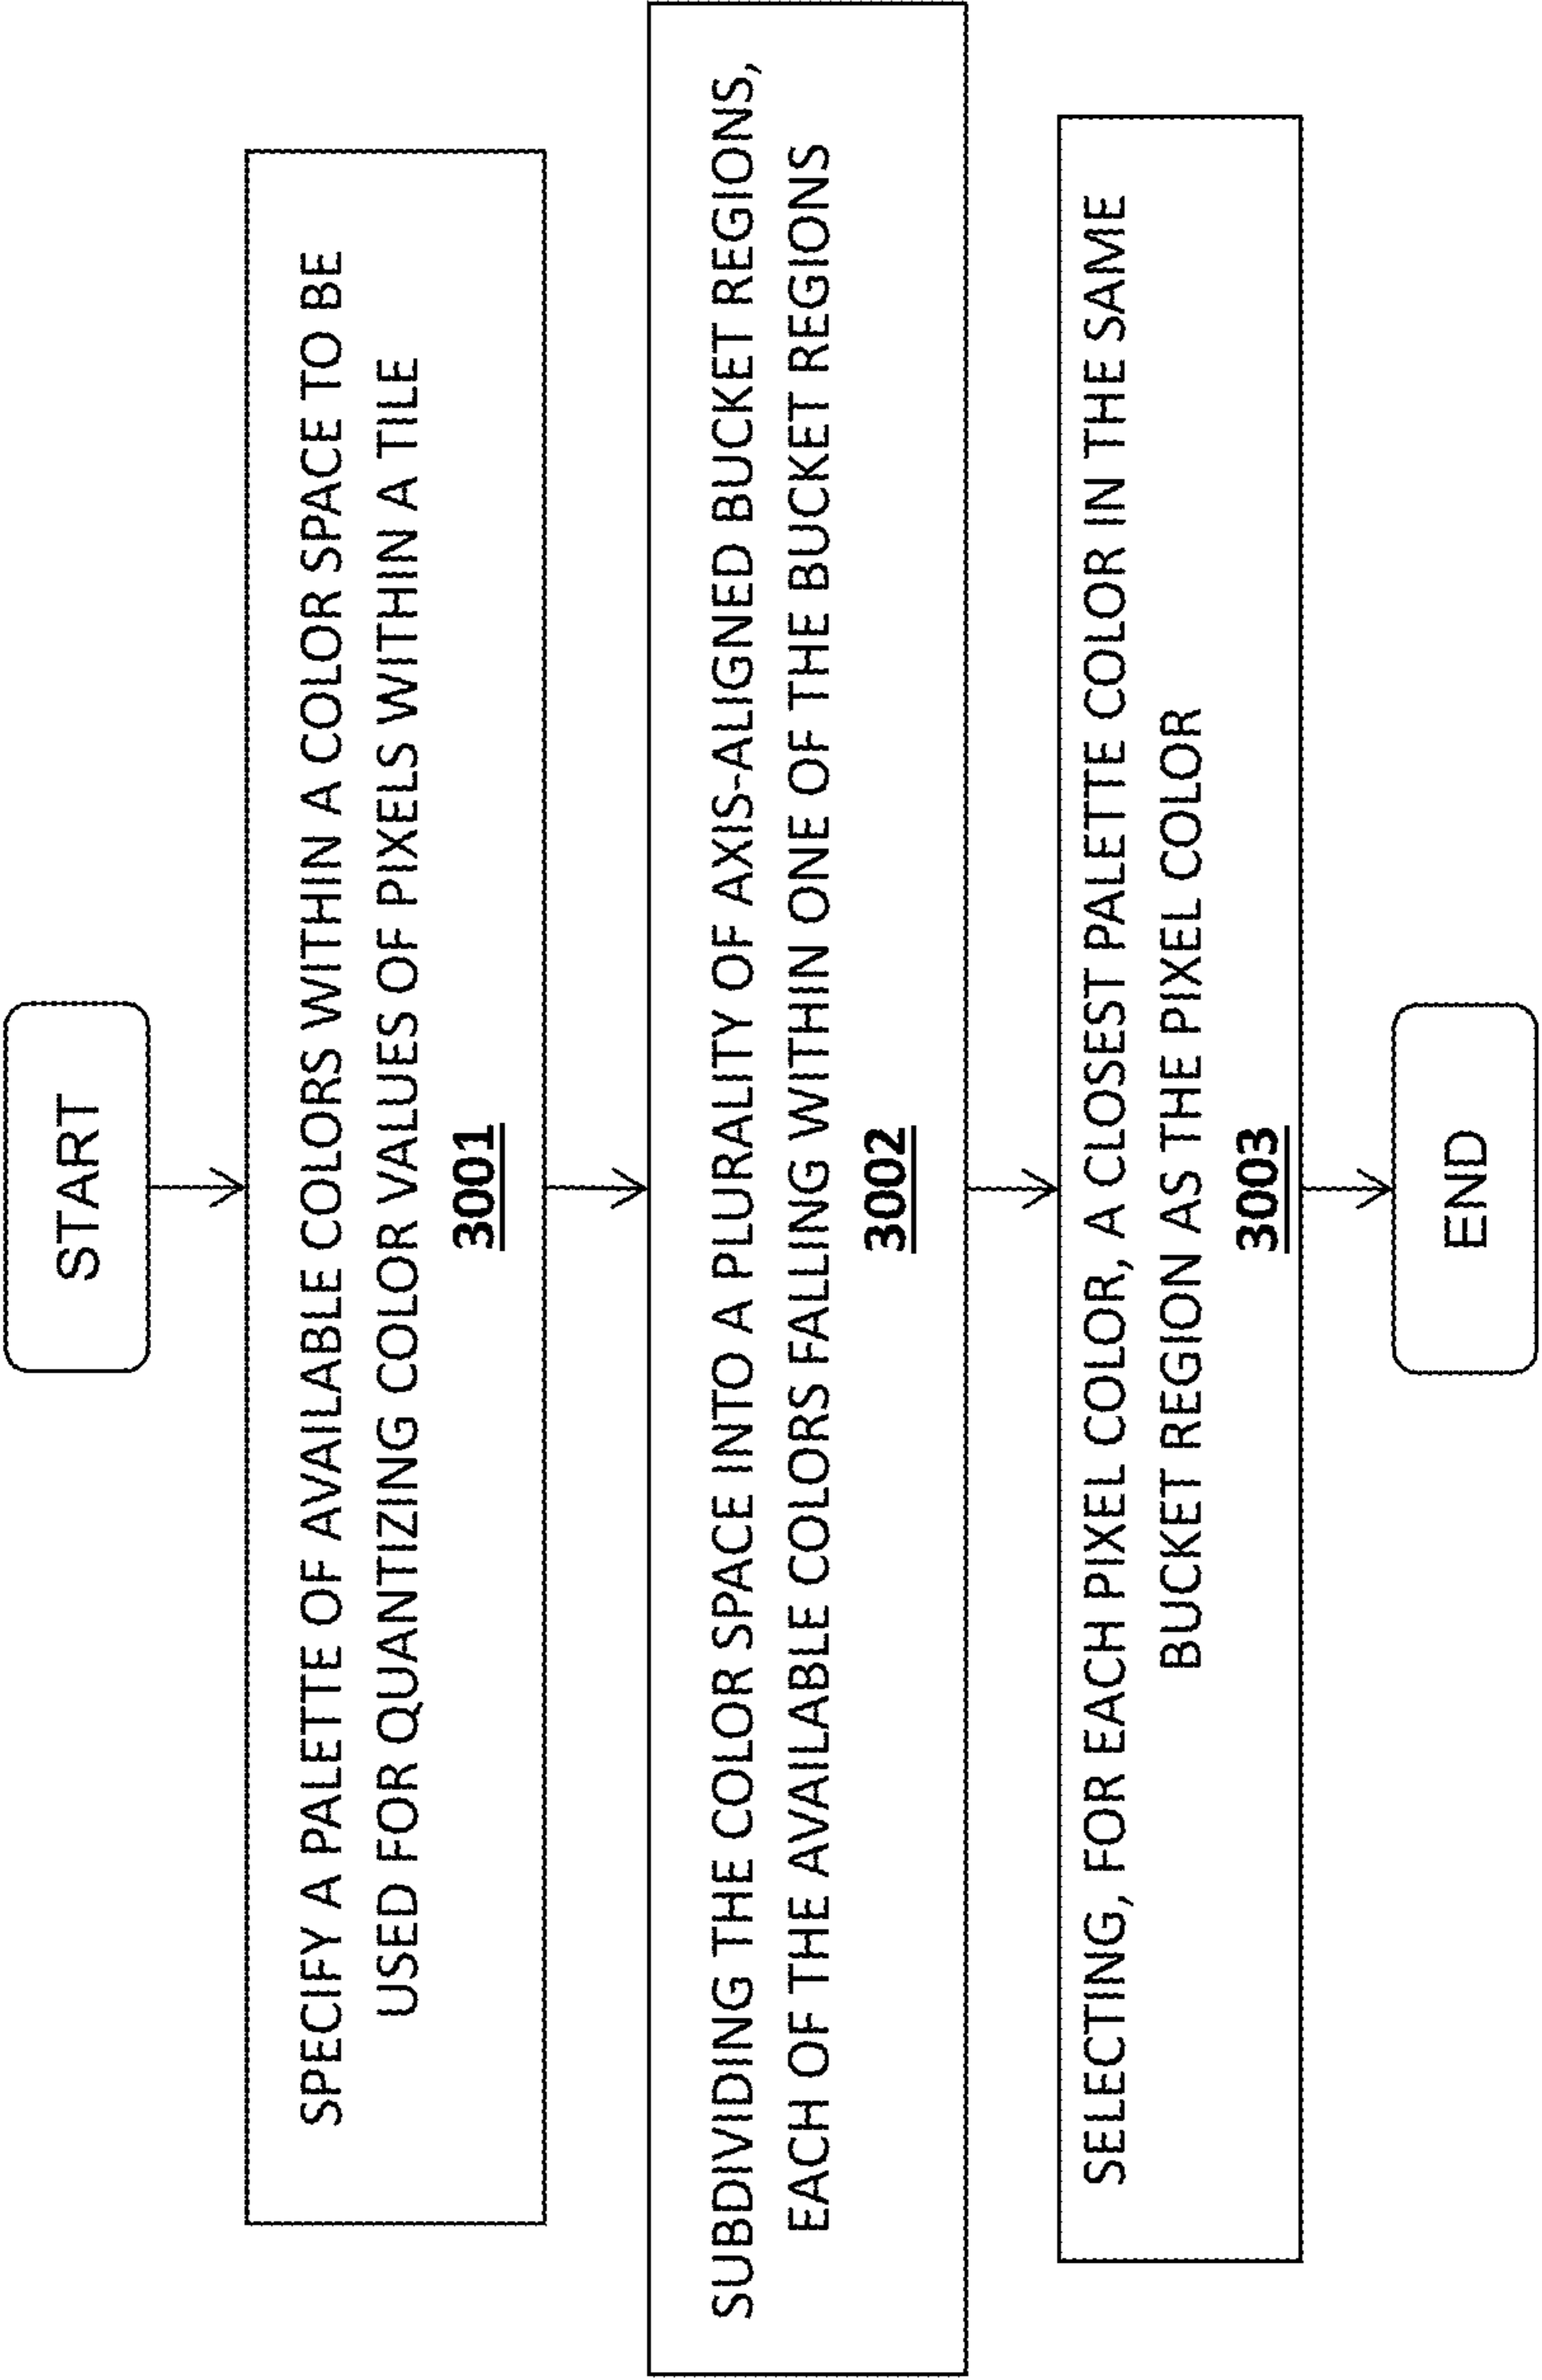 START
SPECIFY A PALETTE OF AVAILABLE COLORS WITHIN A COLOR SPACE TO BE
USED FOR QUANTIZING COLOR VALUES OF PIXELS WITHIN A TILE
3001
SUBDIVIDING THE COLOR SPACE INTO A PLURALITY OF AXIS-ALIGNED BUCKET REGIONS,
EACH OF THE AVAILABLE COLORS FALLING WITHIN ONE OF THE BUCKET REGIONS
3002
SELECTING, FOR EACH PIXEL COLOR, A CLOSEST PALETTE COLOR IN THE SAME
BUCKET REGION AS THE PIXEL COLOR
3003
END